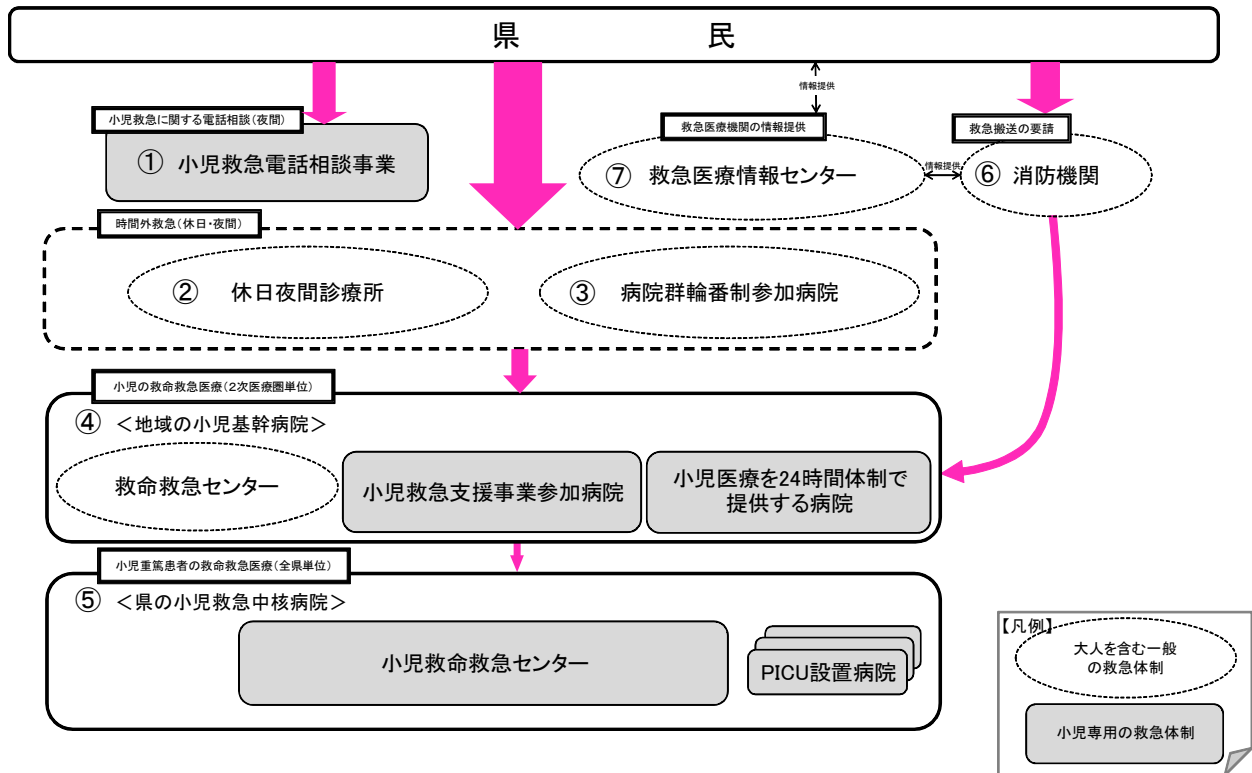 県　民
情報提供
小児救急に関する電話相談(夜間)
① 小児救急電話相談事業
救急医療機関の情報提供
⑦ 救急医療情報センター
情報提供
救急搬送の要請
⑥ 消防機関
時間外救急(休日・夜間)
② 休日夜間診療所
③ 病院群輪番制参加病院
小児の救命救急医療(2次医療圏単位)
④ ＜地域の小児基幹病院＞
救命救急センター
小児救急支援事業参加病院
小児医療を24時間体制で
提供する病院
小児重篤患者の救命救急医療(全県単位)
⑤ ＜県の小児救急中核病院＞
小児救命救急センター
PICU設置病院
【凡例】
大人を含む一般
の救急体制
小児専用の救急体制